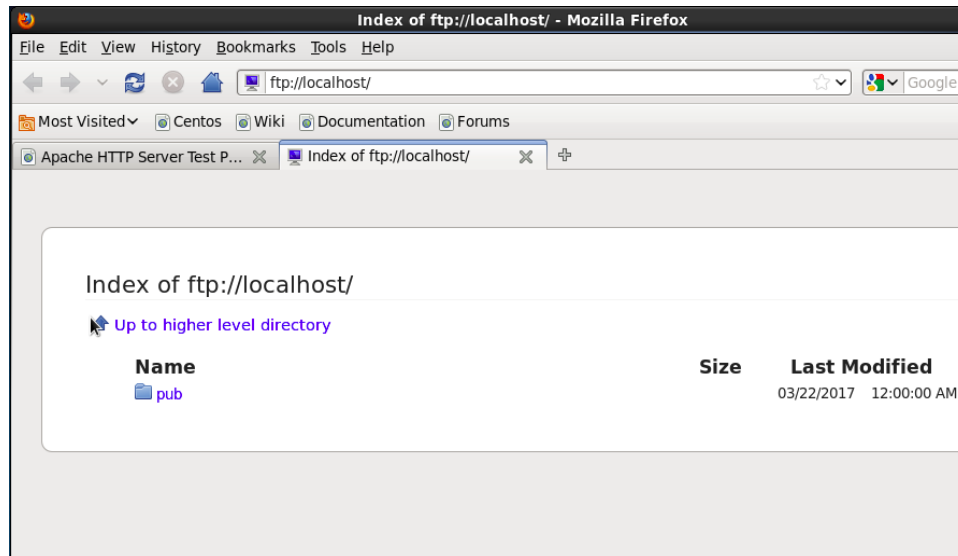 Index of ftp://localhost/ - Mozilla Firefox
File Edit View History Bookmarks Tools Help
ftp://localhost/ Google
Most Visited Centos Wiki Documentation Forums
Apache HTTP Server Test P... Index of ftp://localhost/
Index of ftp://localhost/
Up to higher level directory
Name Size Last Modified
pub 03/22/2017 12:00:00 AM